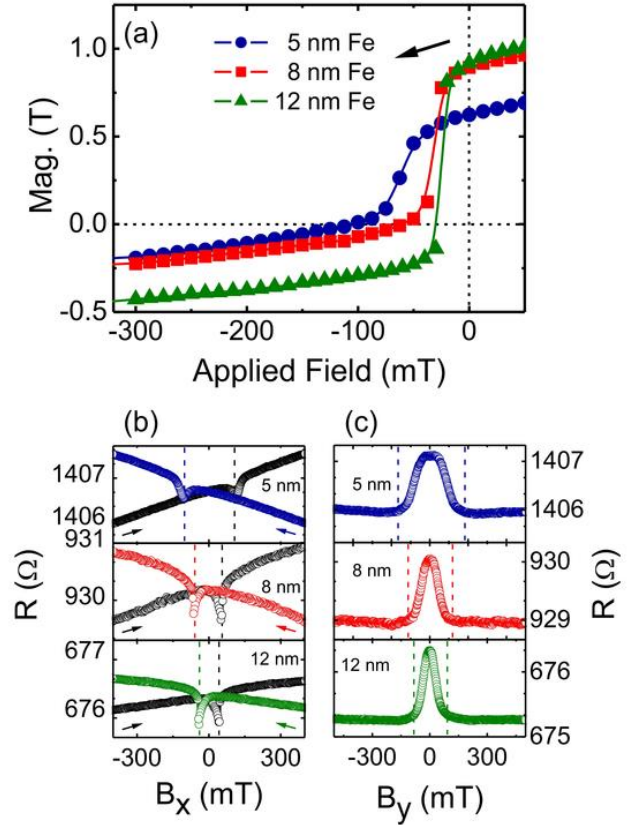 (a)
5 nm Fe
8 nm Fe
12 nm Fe
Mag. (T)
1.0
0.5
0.0
-0.5
-300 -200 -100 0
Applied Field (mT)
(b) (c)
1407 5 nm 5 nm 1407
1406 1406
931
930 8 nm 8 nm 930
929
677
12 nm 12 nm
676 676
675
R (Ω) R (Ω)
-300 0 300 -300 0 300
Bx (mT) By (mT)